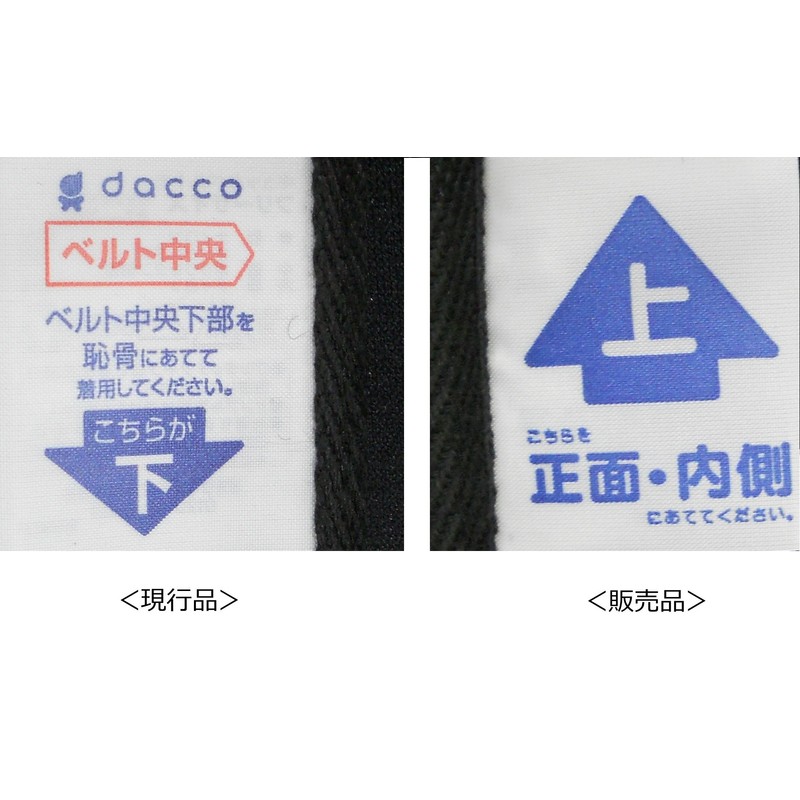 dacco
ベルト中央
ベルト中央下部を
恥骨にあてて
着用してください。
こちらが
下
<現行品>
上
こちらを
正面・内側
にあててください。
<販売品>